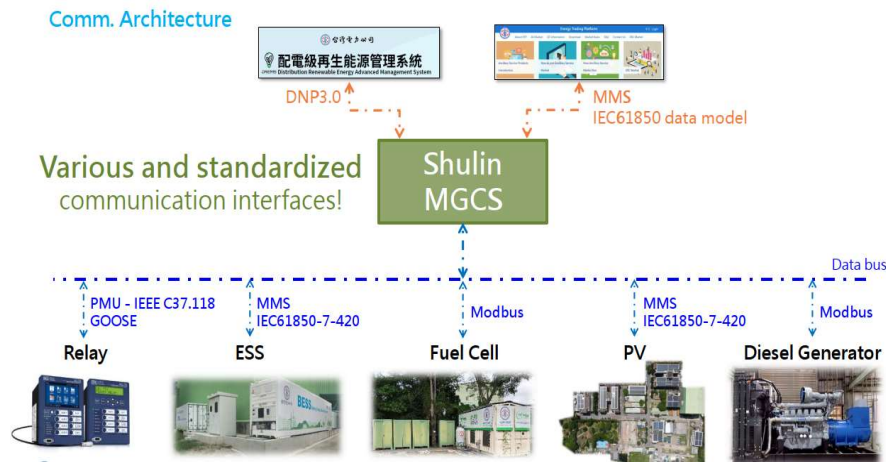 Comm. Architecture
台灣電力公司
配電級再生能源管理系統
Distribution Renewable Energy Advanced Management System
Energy Trading Platform
DNP3.0
MMS
IEC61850 data model
Various and standardized
communication interfaces!
Shulin
MGCS
Data bus
PMU - IEEE C37.118
GOOSE
MMS
IEC61850-7-420
Modbus
MMS
IEC61850-7-420
Modbus
Relay
ESS
Fuel Cell
PV
Diesel Generator
BESS